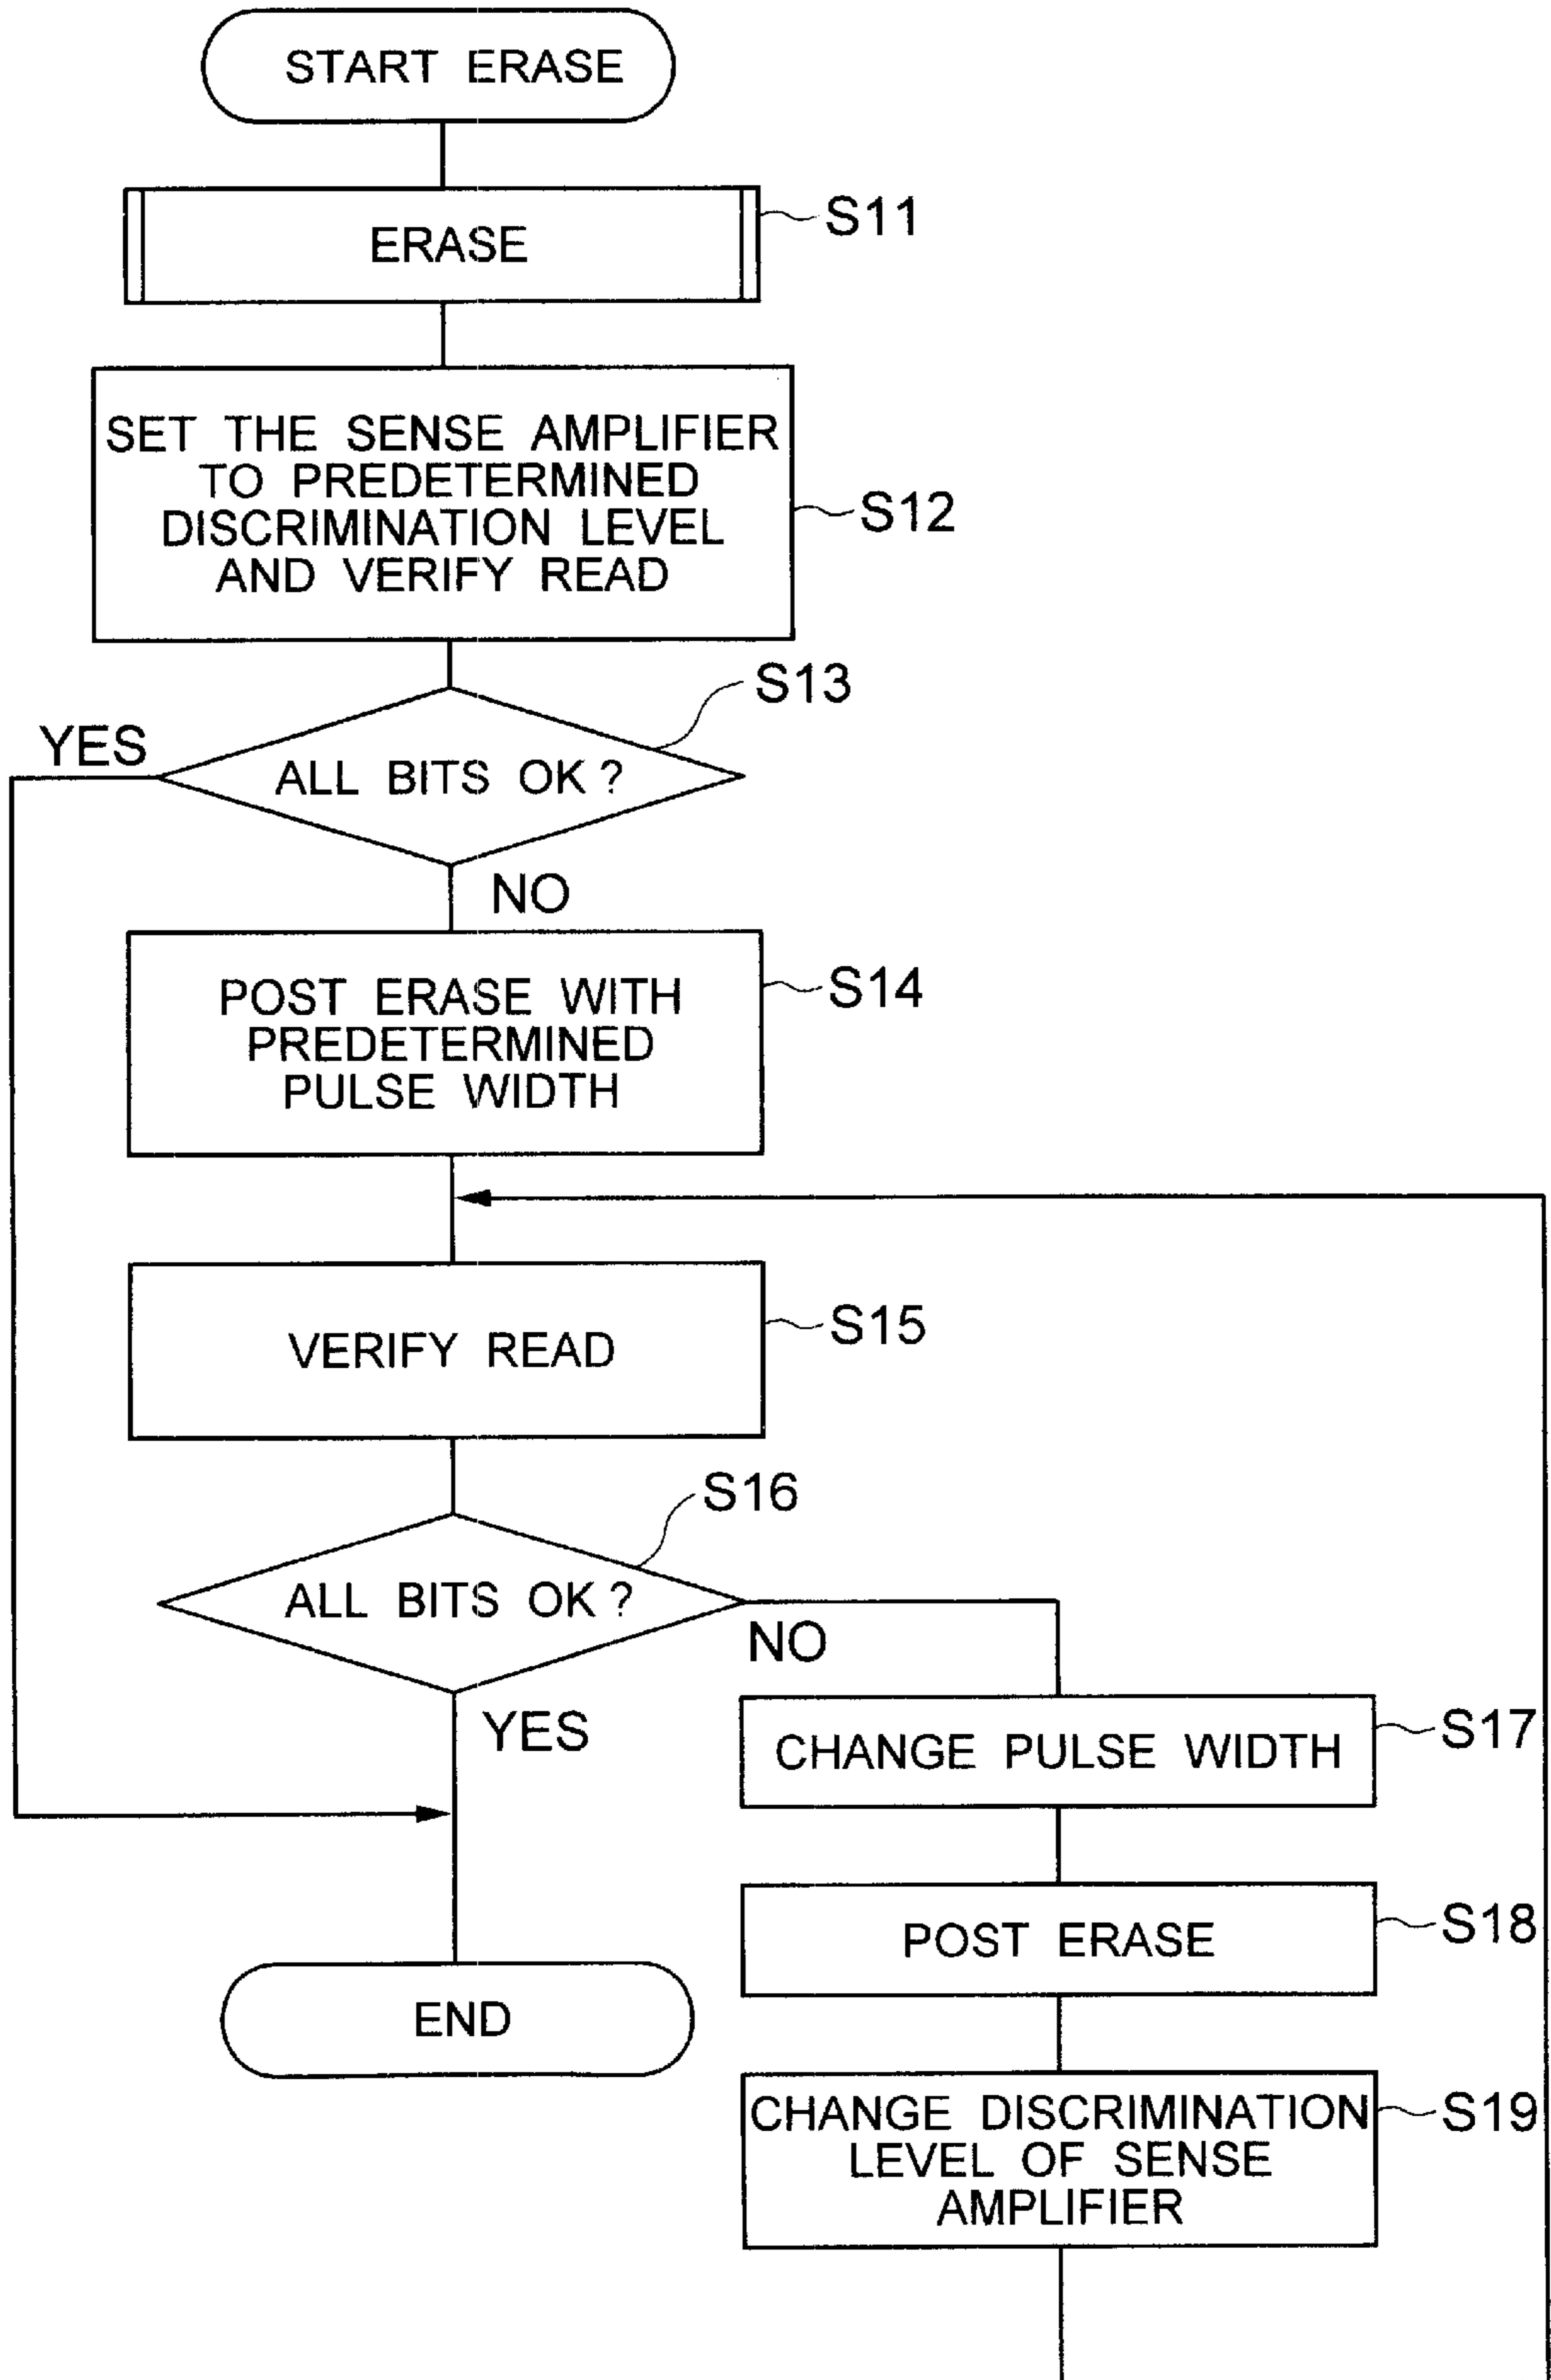 START ERASE
ERASE
S11
SET THE SENSE AMPLIFIER
TO PREDETERMINED
DISCRIMINATION LEVEL
AND VERIFY READ
S12
S13
YES
ALL BITS OK ?
NO
POST ERASE WITH
PREDETERMINED
PULSE WIDTH
S14
VERIFY READ
S15
S16
ALL BITS OK ?
NO
YES
CHANGE PULSE WIDTH
S17
POST ERASE
S18
END
CHANGE DISCRIMINATION
LEVEL OF SENSE
AMPLIFIER
S19